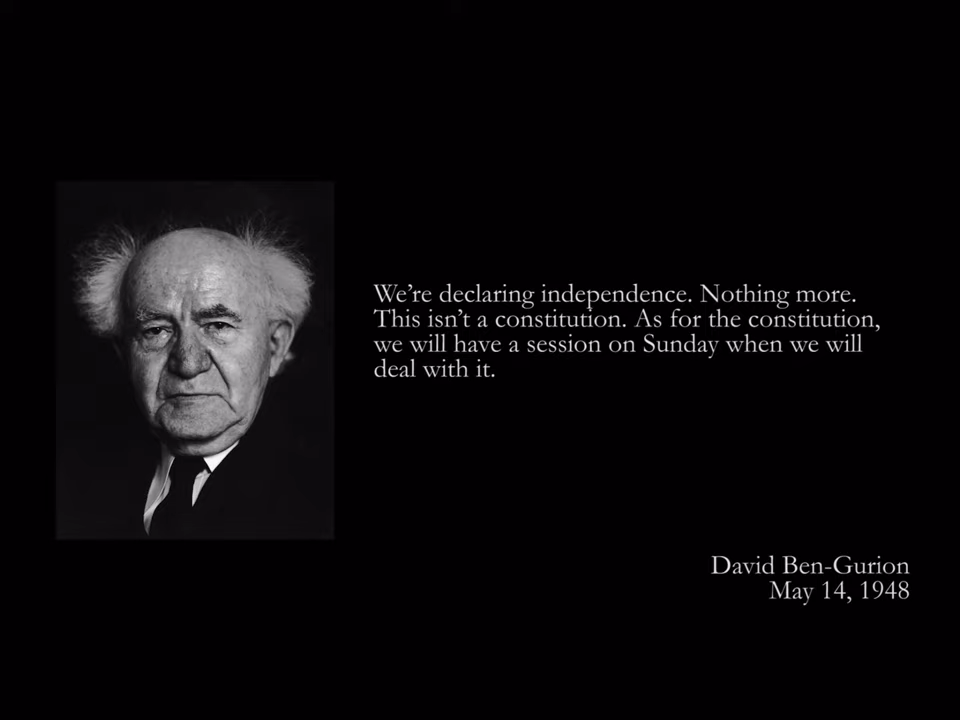 We're declaring independence. Nothing more.
This isn't a constitution. As for the constitution,
we will have a session on Sunday when we will
deal with it.
David Ben-Gurion
May 14, 1948